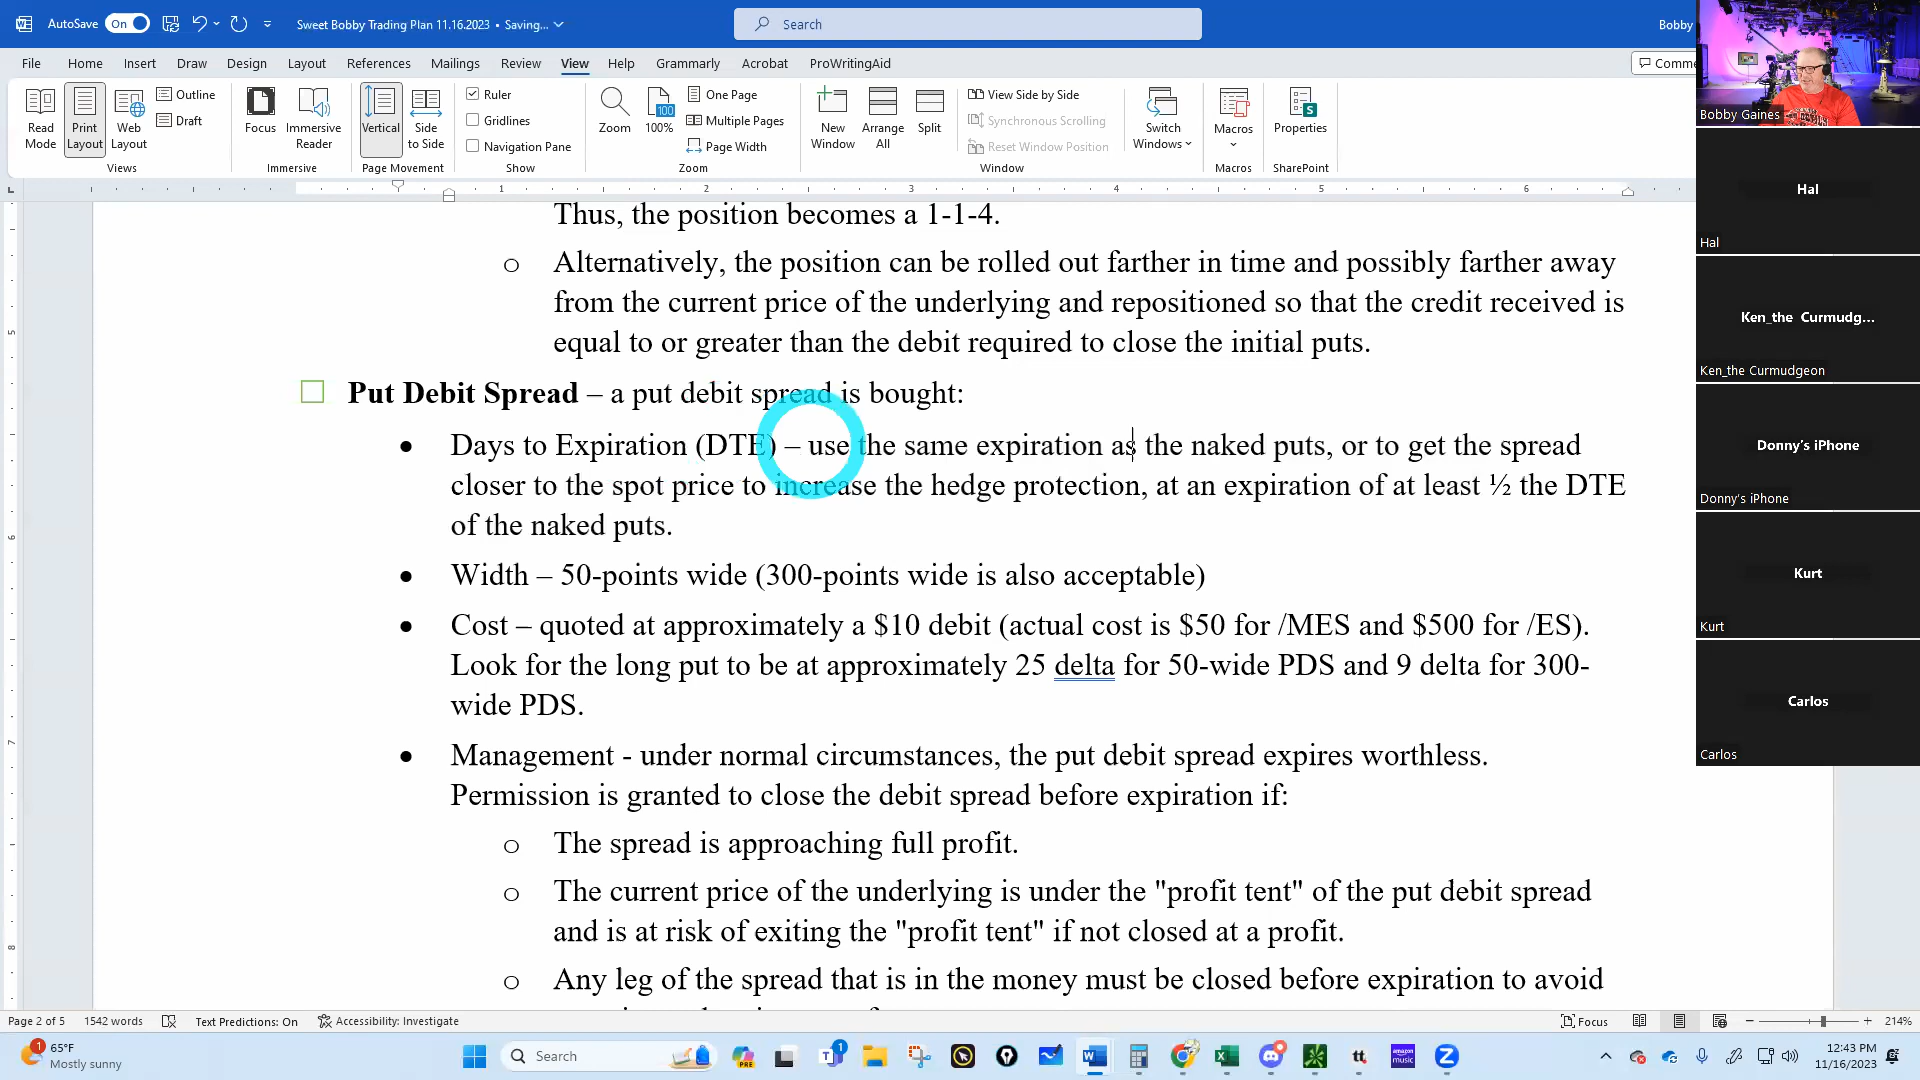 AutoSave On Sweet Bobby Trading Plan 11.16.2023 • Saving... Search Bobby
File Home Insert Draw Design Layout References Mailings Review View Help Grammarly Acrobat ProWritingAid Comme
Read Mode Print Layout Web Layout Outline Draft Focus Immersive Reader Vertical Side to Side Ruler Gridlines Navigation Pane Zoom 100% One Page Multiple Pages Page Width New Window Arrange All Split View Side by Side Synchronous Scrolling Reset Window Position Switch Windows Macros Properties
Views Immersive Page Movement Show Zoom Window Macros SharePoint
1 2 3 4 5 6
Thus, the position becomes a 1-1-4.
o Alternatively, the position can be rolled out farther in time and possibly farther away
from the current price of the underlying and repositioned so that the credit received is
equal to or greater than the debit required to close the initial puts.
Put Debit Spread – a put debit spread is bought:
• Days to Expiration (DTE) – use the same expiration as the naked puts, or to get the spread
closer to the spot price to increase the hedge protection, at an expiration of at least ½ the DTE
of the naked puts.
• Width – 50-points wide (300-points wide is also acceptable)
• Cost – quoted at approximately a $10 debit (actual cost is $50 for /MES and $500 for /ES).
Look for the long put to be at approximately 25 delta for 50-wide PDS and 9 delta for 300-
wide PDS.
• Management - under normal circumstances, the put debit spread expires worthless.
Permission is granted to close the debit spread before expiration if:
o The spread is approaching full profit.
o The current price of the underlying is under the "profit tent" of the put debit spread
and is at risk of exiting the "profit tent" if not closed at a profit.
o Any leg of the spread that is in the money must be closed before expiration to avoid
5
6
7
8
Bobby Gaines
Hal
Hal
Ken_the Curmudg...
Ken_the Curmudgeon
Donny's iPhone
Donny's iPhone
Kurt
Kurt
Carlos
Carlos
Page 2 of 5 1542 words Text Predictions: On Accessibility: Investigate Focus 214%
1 65°F
Mostly sunny
Search PRE 1 amazon music tt 12:43 PM
11/16/2023